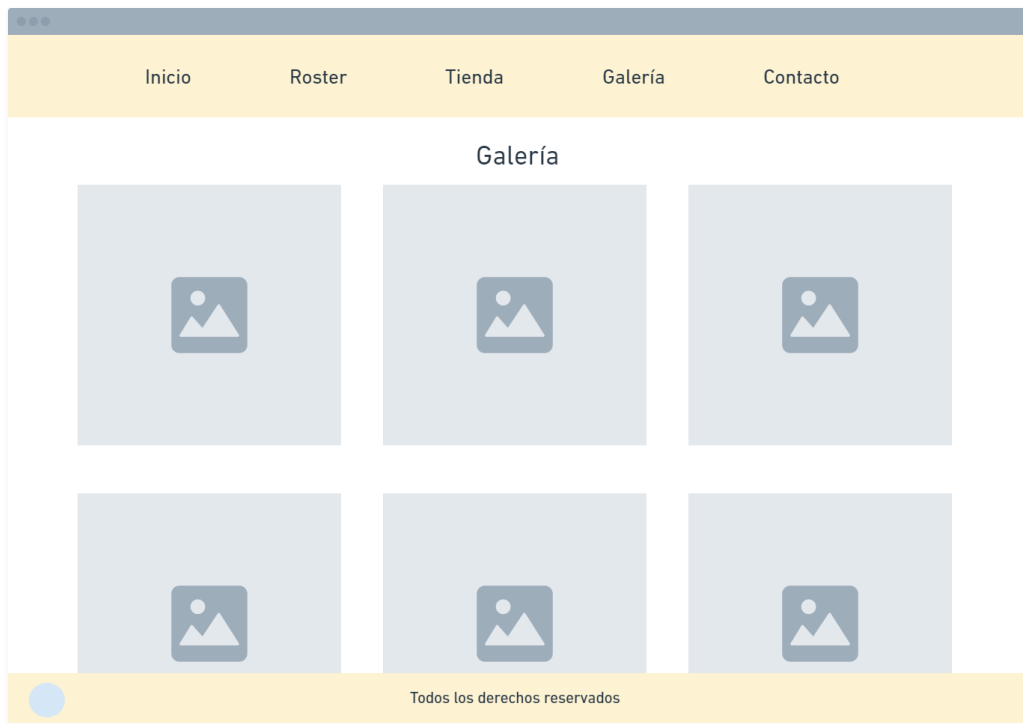 Inicio Roster Tienda Galería Contacto
Galería
Todos los derechos reservados